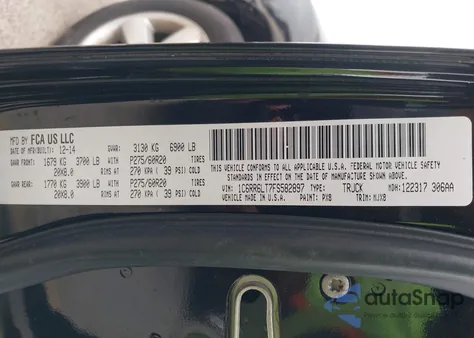 MFD BY FCA US LLC
DATE OF MFR(BUILT): 12-14 GVWR: 3130 KG 6900 LB
GAWR FRONT: 1679 KG 3700 LB P275/60R20 TIRES
20X8.0 RIMS AT 270 KPA ( 39 PSI) COLD
GAWR REAR: 1770 KG 3900 LB P275/60R20 TIRES
20X8.0 RIMS AT 270 KPA ( 39 PSI) COLD
THIS VEHICLE CONFORMS TO ALL APPLICABLE U.S.A. FEDERAL MOTOR VEHICLE SAFETY
STANDARDS IN EFFECT ON THE DATE OF MANUFACTURE SHOWN ABOVE.
VIN: 1C6RR6LT7FS582897 TYPE: TRUCK MDH:122317 306AA
VEHICLE MADE IN U.S.A. PAINT: PX8 TRIM: MJX8
autoSnap